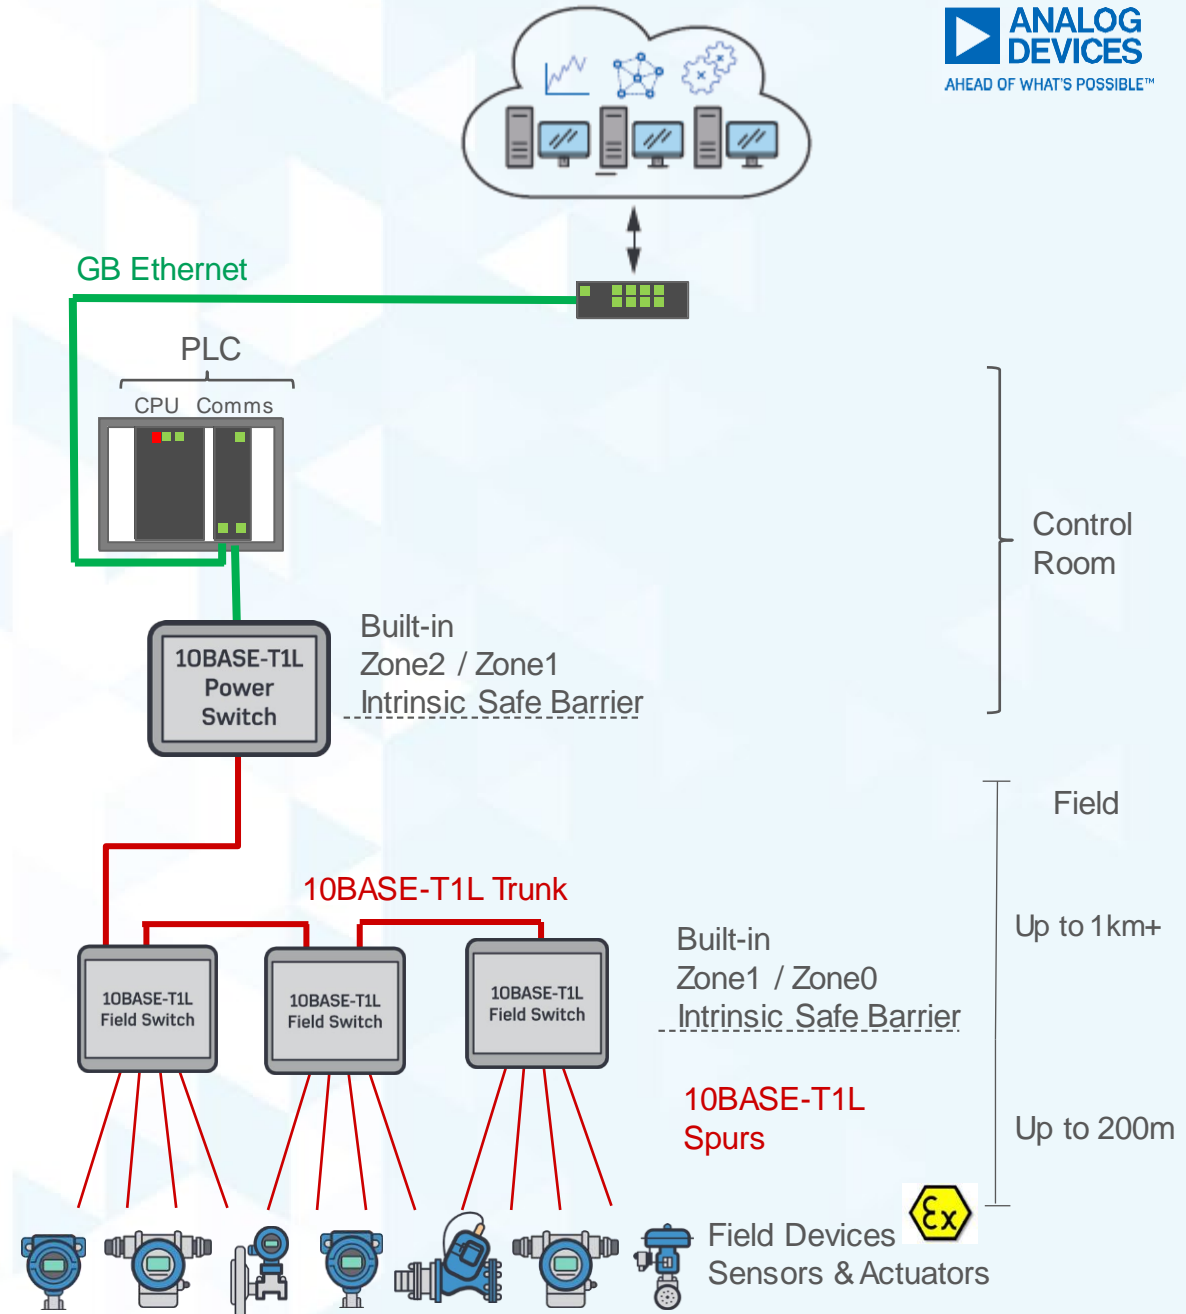 ANALOG
DEVICES
AHEAD OF WHAT'S POSSIBLE™
GB Ethernet
PLC
CPU Comms
Control
Room
10BASE-T1L
Power
Switch
Built-in
Zone2 / Zone1
Intrinsic Safe Barrier
Field
10BASE-T1L Trunk
Up to 1km+
10BASE-T1L
Field Switch
10BASE-T1L
Field Switch
10BASE-T1L
Field Switch
Built-in
Zone1 / Zone0
Intrinsic Safe Barrier
10BASE-T1L
Spurs
Up to 200m
Ex
Field Devices
Sensors & Actuators